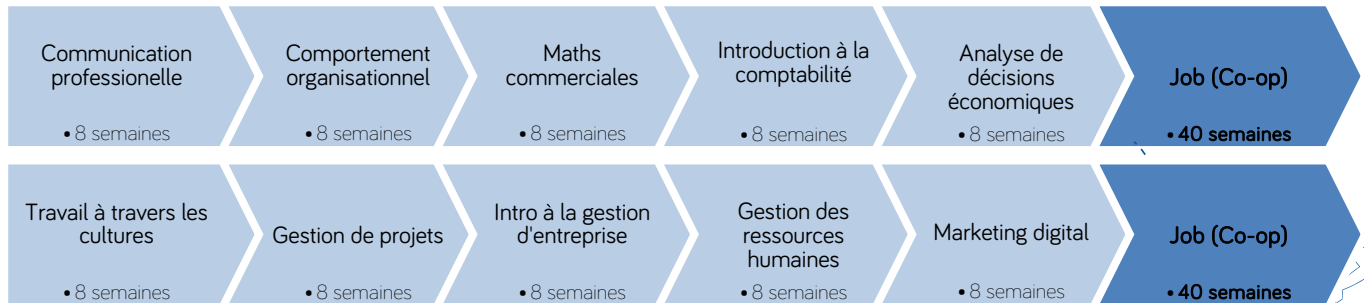 Communication
professionelle
• 8 semaines
Comportement
organisationnel
• 8 semaines
Maths
commerciales
• 8 semaines
Introduction à la
comptabilité
• 8 semaines
Analyse de
décisions
économiques
• 8 semaines
Job (Co-op)
• 40 semaines
Travail à travers les
cultures
• 8 semaines
Gestion de projets
• 8 semaines
Intro à la gestion
d'entreprise
• 8 semaines
Gestion des
ressources
humaines
• 8 semaines
Marketing digital
• 8 semaines
Job (Co-op)
• 40 semaines